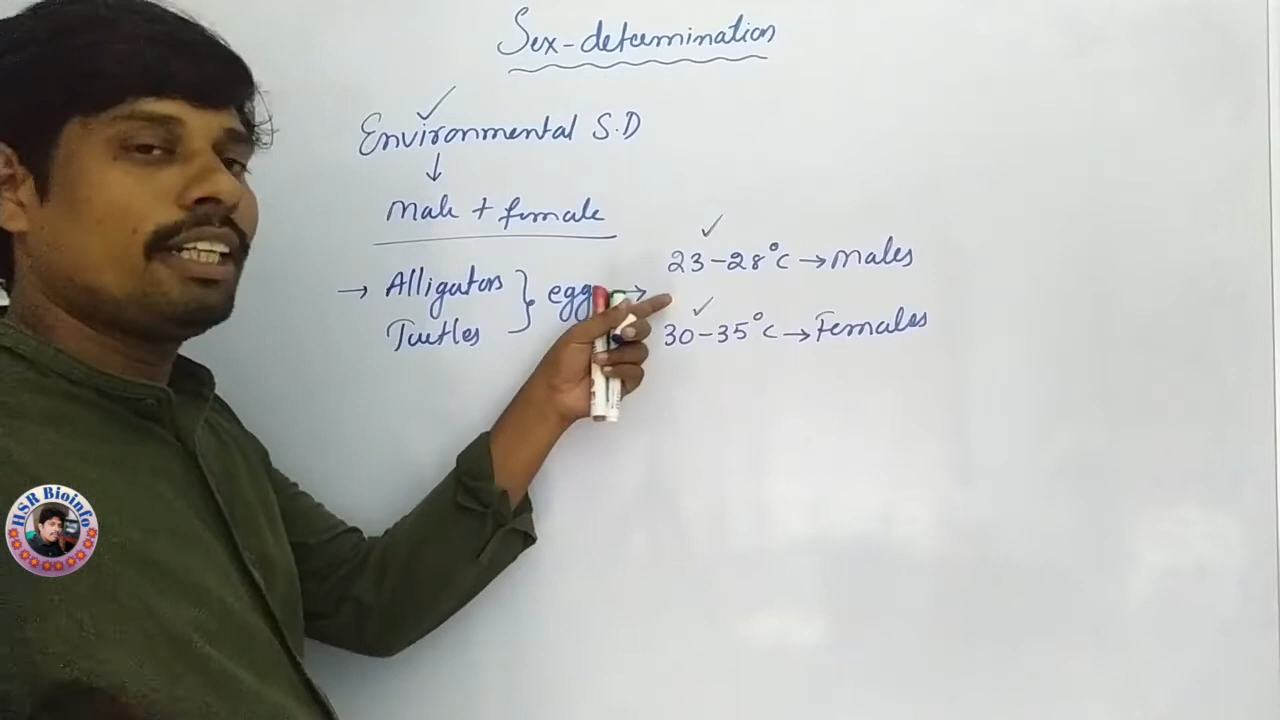 Sex-determination
Environmental S.D
↓
Male + female
→ Alligators } eggs →
Turtles
23-28°c → males
30-35°c → Females
HSR Bioinfo